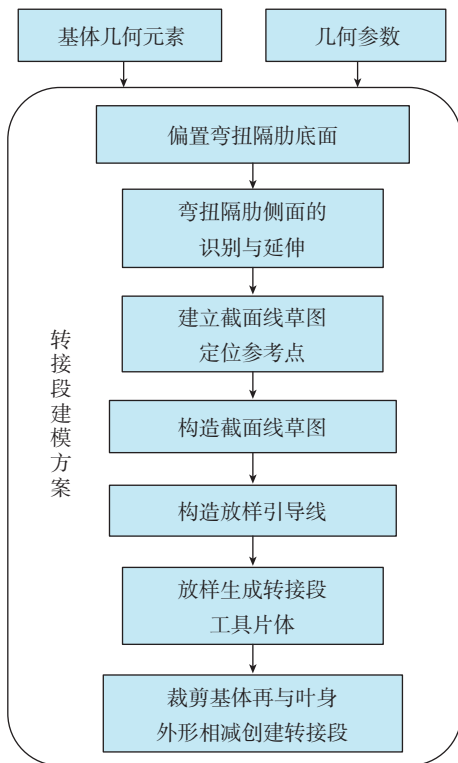 基体几何元素
几何参数
偏置弯扭隔肋底面
弯扭隔肋侧面的
识别与延伸
建立截面线草图
定位参考点
构造截面线草图
构造放样引导线
放样生成转接段
工具片体
裁剪基体再与叶身
外形相减创建转接段
转接段建模方案